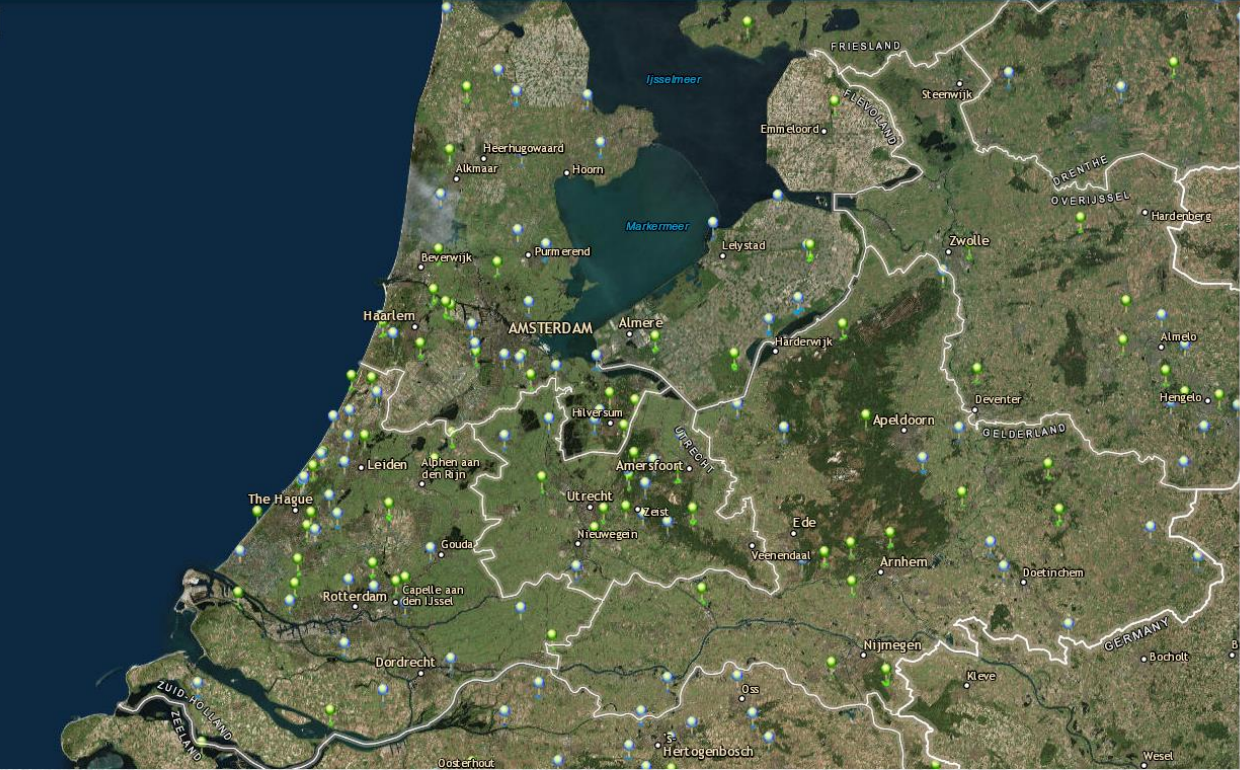 FRIESLAND
Ijsselmeer
Steenwijk
FLEVOLAND
Emmeloord
Heerhugowaard
Alkmaar
Hoorn
DRENTHE
OVERIJSSEL
Hardenberg
Markermeer
Lelystad
Zwolle
Purmerend
Beverwijk
Haarlem
AMSTERDAM
Almere
Harderwijk
Almelo
Hengelo
Deventer
Hilversum
Apeldoorn
GELDERLAND
UTRECHT
Leiden
Alphen aan
den Rijn
Amersfoort
The Hague
Utrecht
Zeist
Ede
Nieuwegein
Gouda
Veenendaal
Arnhem
Doetinchem
Capelle aan
den IJssel
Rotterdam
GERMANY
Nijmegen
Dordrecht
Bocholt
Kleve
ZUID-HOLLAND
ZEELAND
Oss
's-
Hertogenbosch
Oosterhout
Wesel